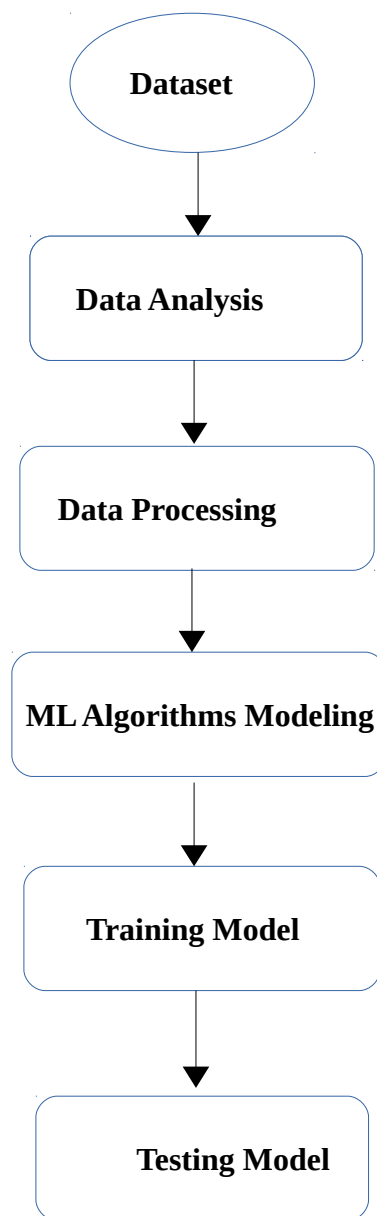 Dataset
Data Analysis
Data Processing
ML Algorithms Modeling
Training Model
Testing Model